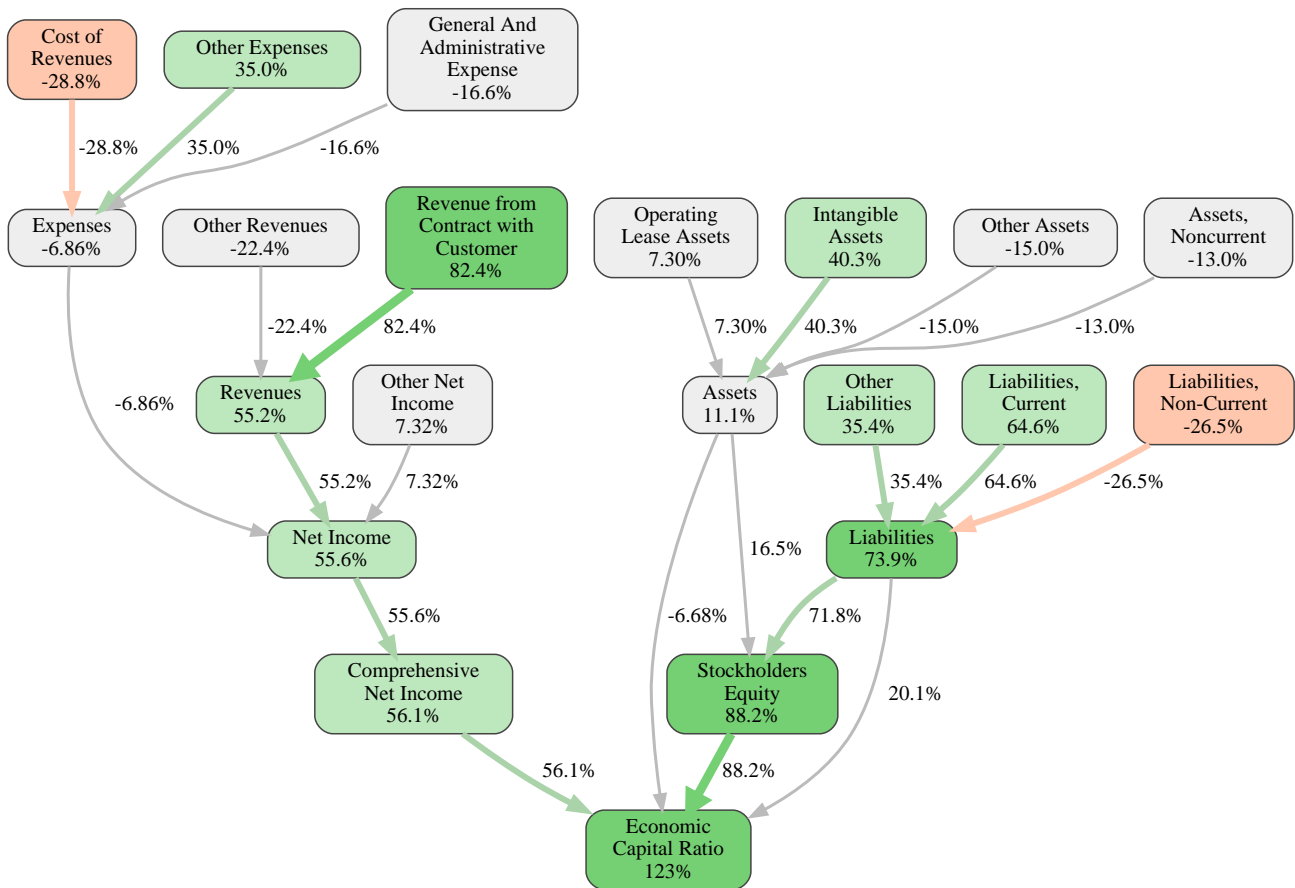 Cost of
Revenues
-28.8%
Other Expenses
35.0%
General And
Administrative
Expense
-16.6%
-28.8%
35.0%
-16.6%
Expenses
-6.86%
Other Revenues
-22.4%
Revenue from
Contract with
Customer
82.4%
Operating
Lease Assets
7.30%
Intangible
Assets
40.3%
Other Assets
-15.0%
Assets,
Noncurrent
-13.0%
-22.4%
82.4%
7.30%
40.3%
-15.0%
-13.0%
-6.86%
Revenues
55.2%
Other Net
Income
7.32%
Assets
11.1%
Other
Liabilities
35.4%
Liabilities,
Current
64.6%
Liabilities,
Non-Current
-26.5%
55.2%
7.32%
35.4%
64.6%
-26.5%
Net Income
55.6%
16.5%
Liabilities
73.9%
55.6%
-6.68%
71.8%
Comprehensive
Net Income
56.1%
Stockholders
Equity
88.2%
20.1%
56.1%
88.2%
Economic
Capital Ratio
123%